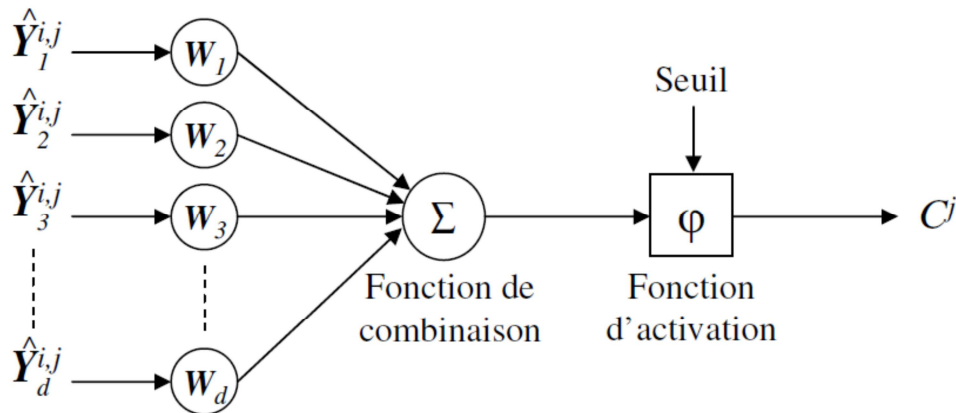 Ŷ₁^{i,j}
W₁
Ŷ₂^{i,j}
W₂
Ŷ₃^{i,j}
W₃
Ŷ_d^{i,j}
W_d
Σ
Fonction de
combinaison
Seuil
φ
Fonction
d’activation
C^j